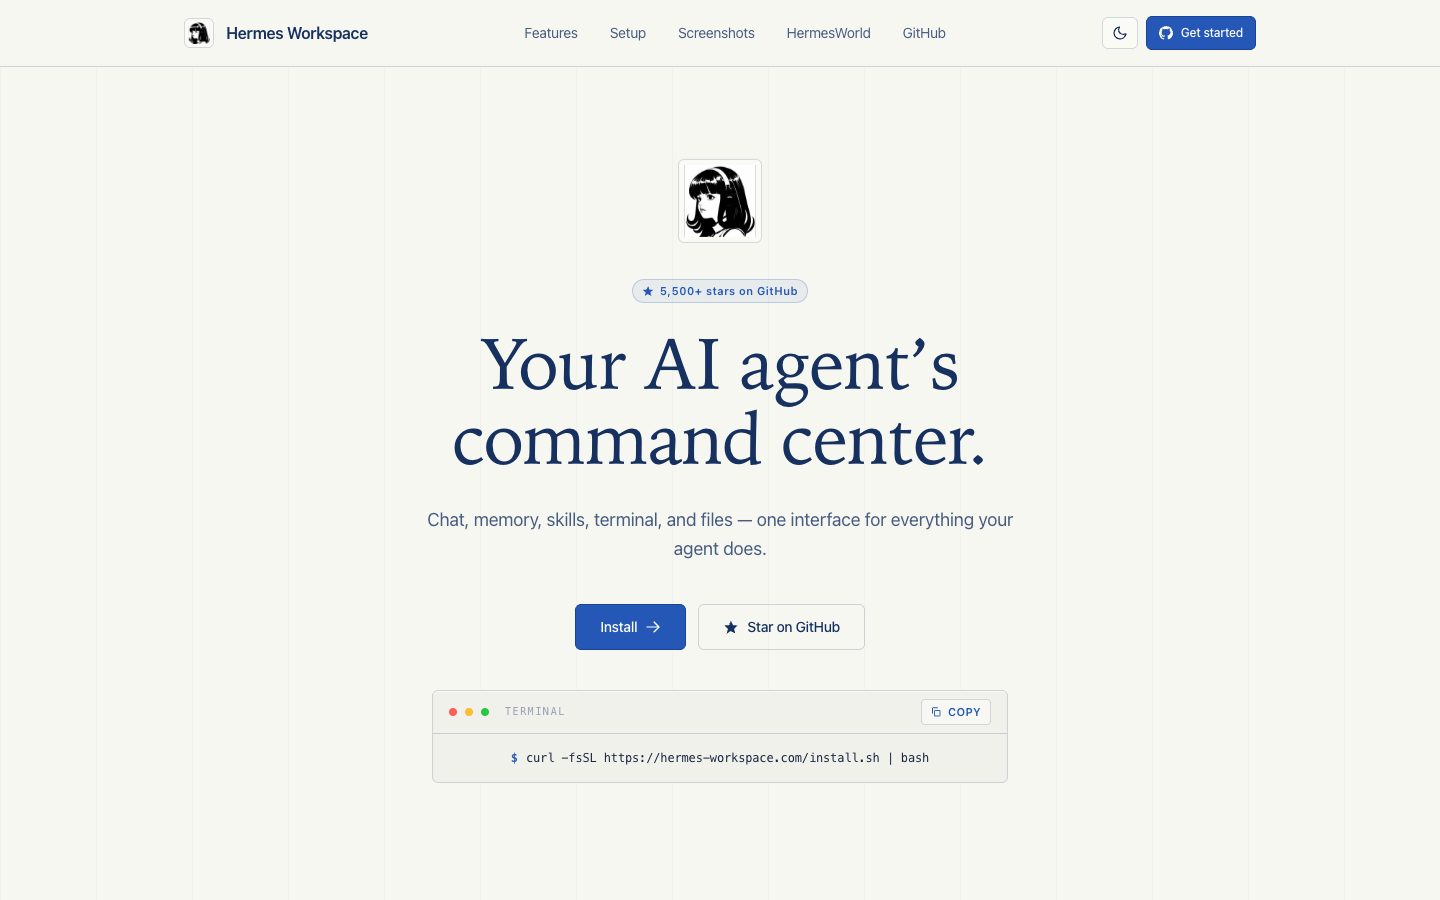 Hermes Workspace
Features
Setup
Screenshots
HermesWorld
GitHub
Get started
★ 5,500+ stars on GitHub
Your AI agent’s
command center.
Chat, memory, skills, terminal, and files — one interface for everything your
agent does.
Install →
★ Star on GitHub
TERMINAL
COPY
$ curl -fsSL https://hermes-workspace.com/install.sh | bash